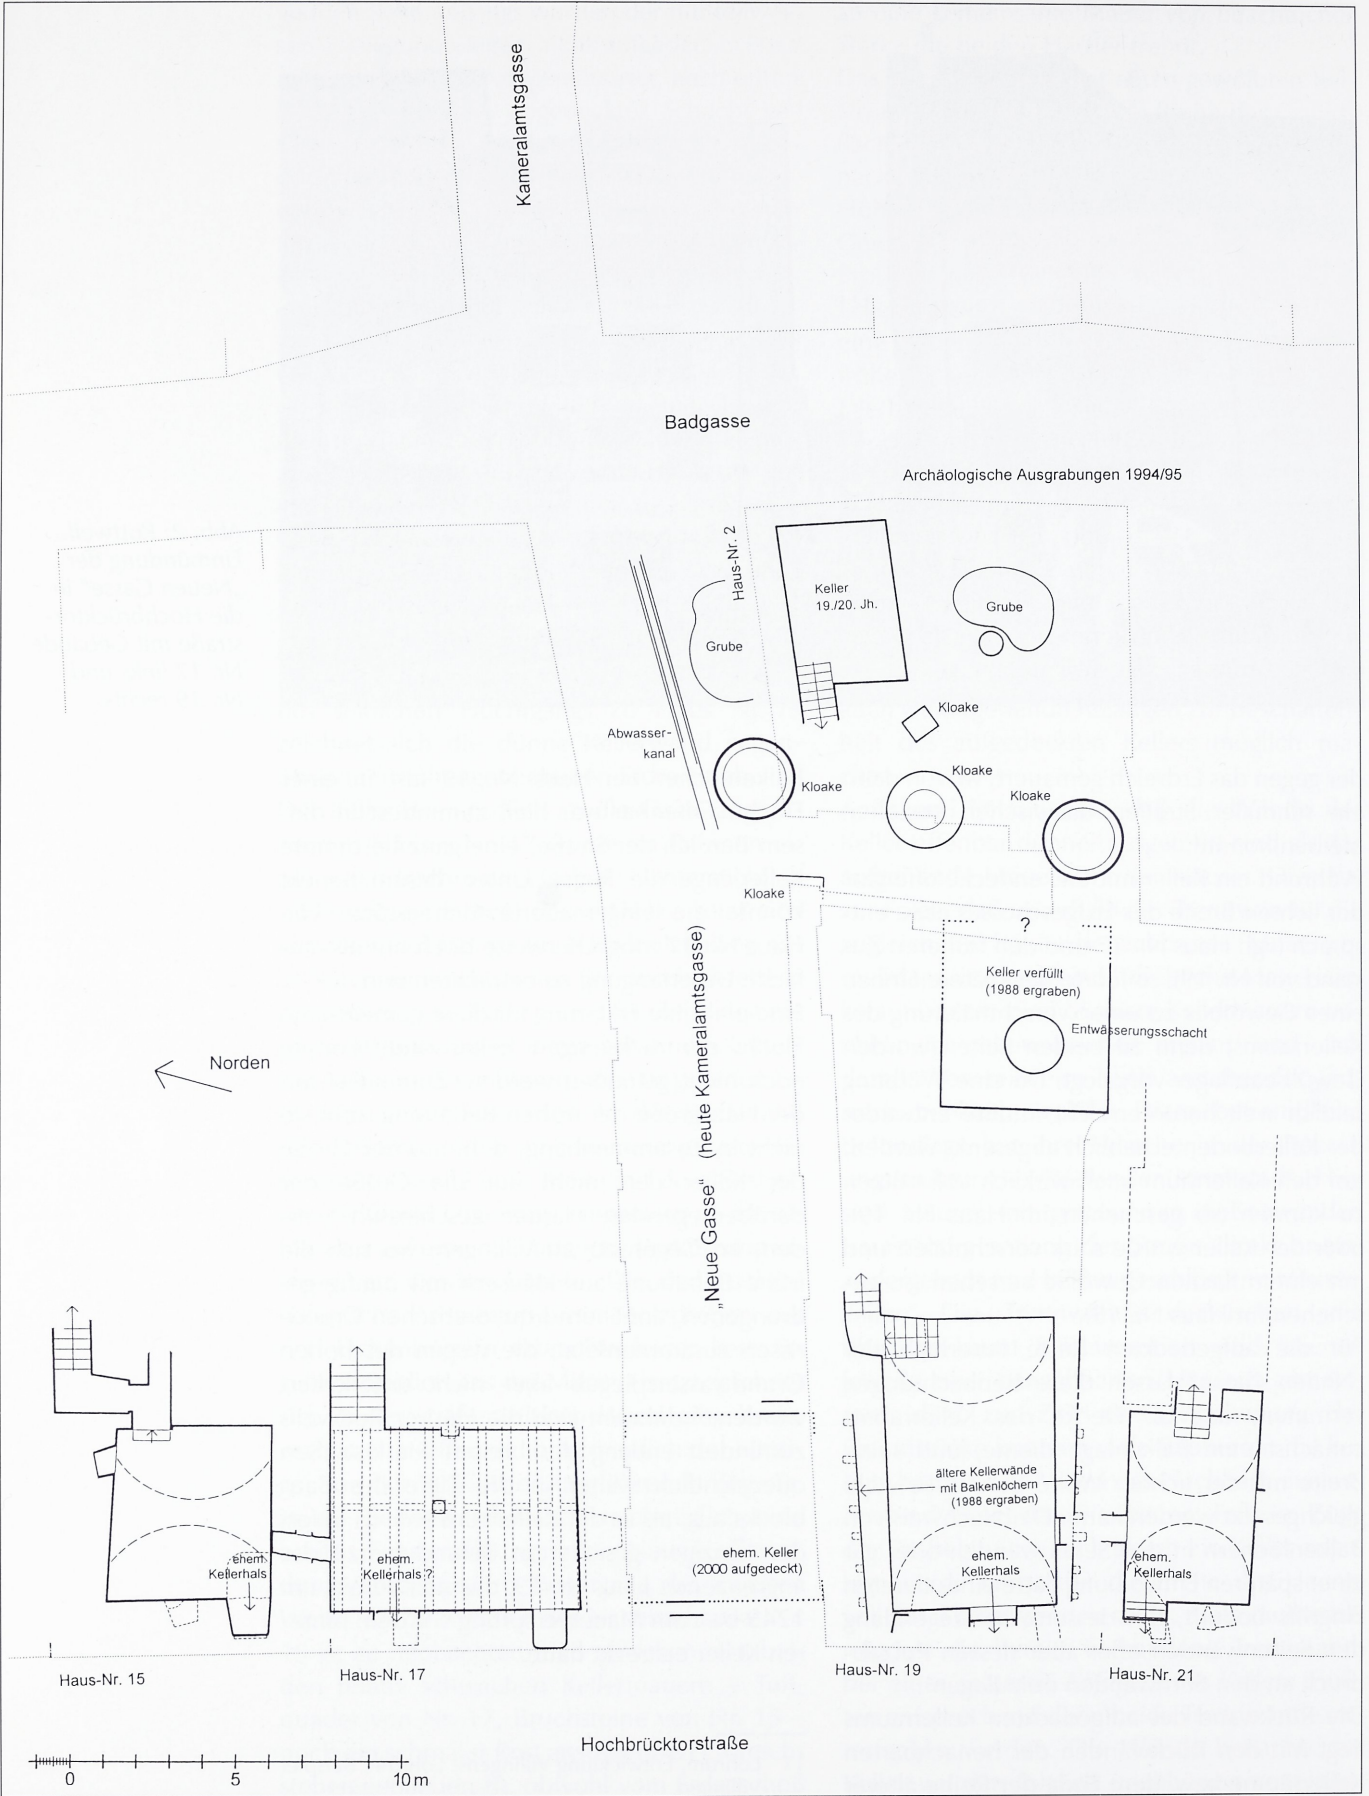 Kameralamtsgasse
Badgasse
Archäologische Ausgrabungen 1994/95
Haus-Nr. 2
Keller
19./20. Jh.
Grube
Grube
Kloake
Abwasser-
kanal
Kloake
Kloake
Kloake
Kloake
?
Keller verfüllt
(1988 ergraben)
Entwässerungsschacht
Norden
„Neue Gasse“ (heute Kameralamtsgasse)
ältere Kellerwände
mit Balkenlöchern
(1988 ergraben)
ehem.
Kellerhals
ehem.
Kellerhals ?
ehem. Keller
(2000 aufgedeckt)
ehem.
Kellerhals
ehem.
Kellerhals
Haus-Nr. 15
Haus-Nr. 17
Haus-Nr. 19
Haus-Nr. 21
Hochbrücktorstraße
0 5 10 m